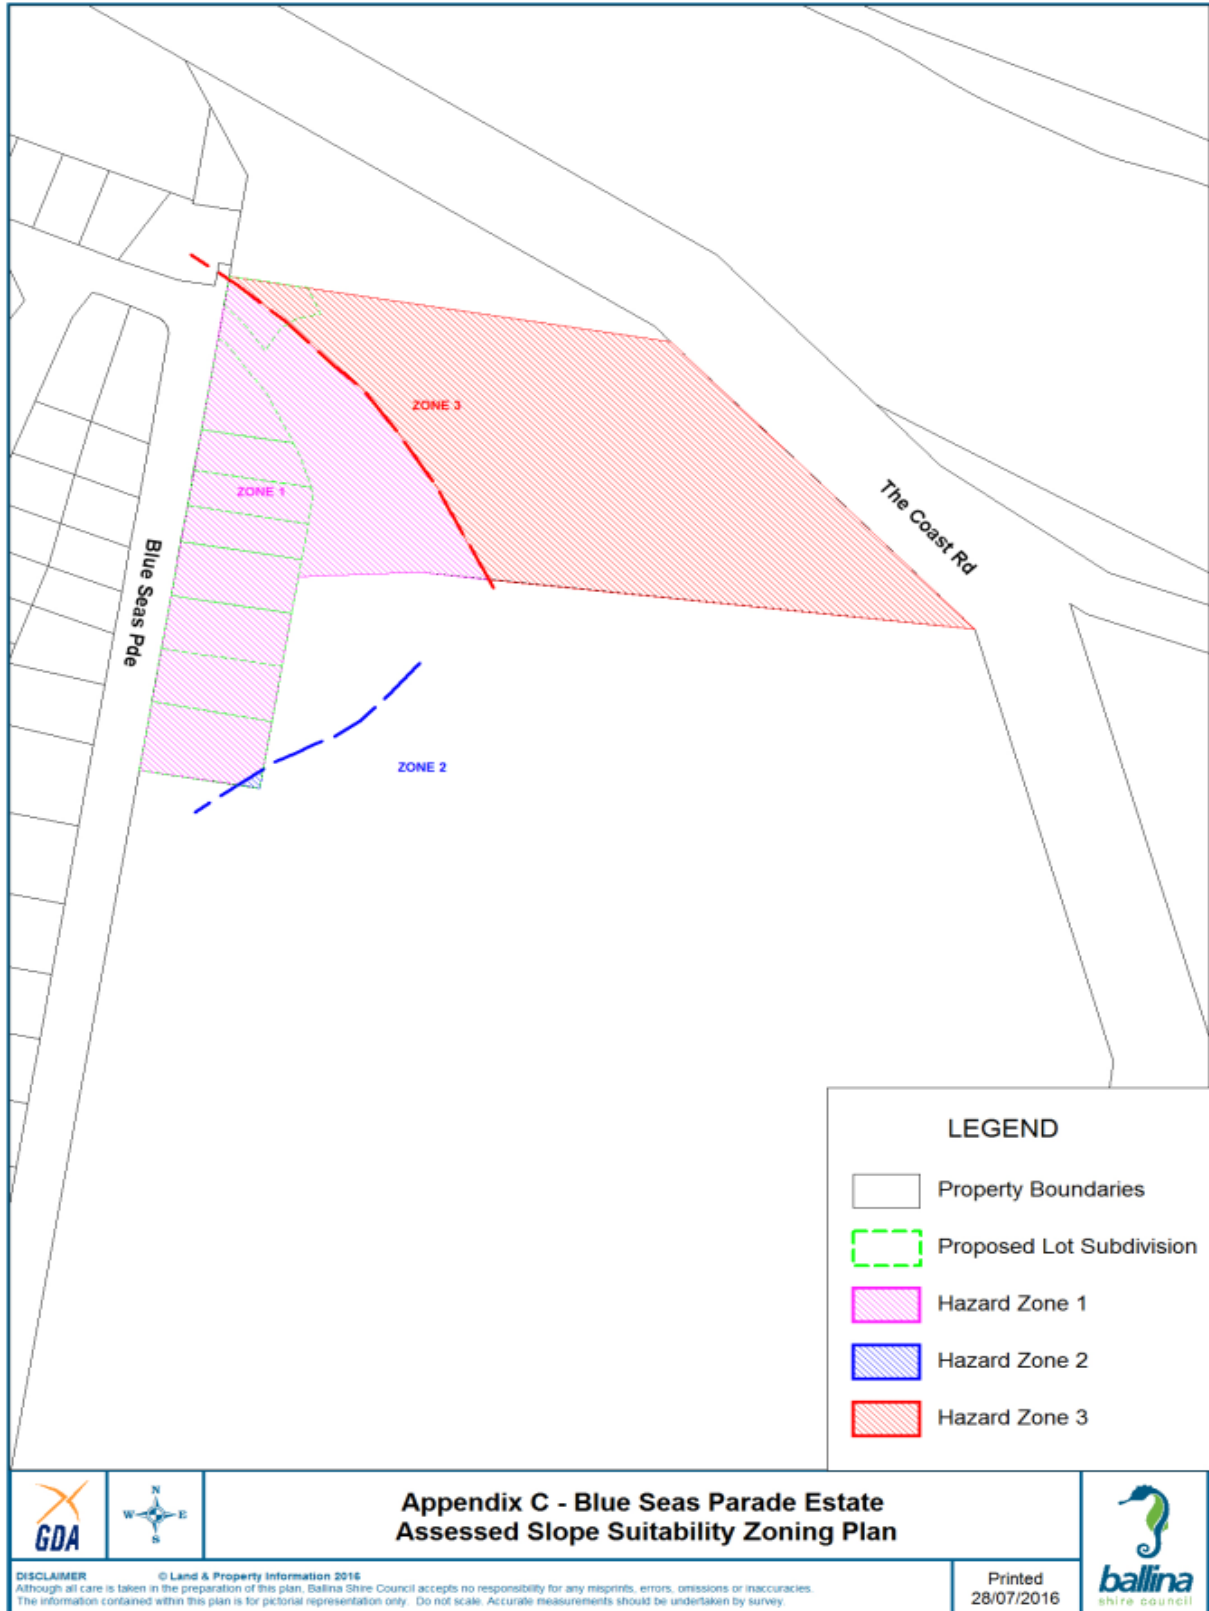 ZONE 3
ZONE 1
The Coast Rd
Blue Seas Pde
ZONE 2
LEGEND
Property Boundaries
Proposed Lot Subdivision
Hazard Zone 1
Hazard Zone 2
Hazard Zone 3
GDA
N
W E
S
Appendix C - Blue Seas Parade Estate
Assessed Slope Suitability Zoning Plan
ballina
shire council
DISCLAIMER © Land & Property Information 2016
Although all care is taken in the preparation of this plan, Ballina Shire Council accepts no responsibility for any misprints, errors, omissions or inaccuracies.
The information contained within this plan is for pictorial representation only. Do not scale. Accurate measurements should be undertaken by survey.
Printed
28/07/2016